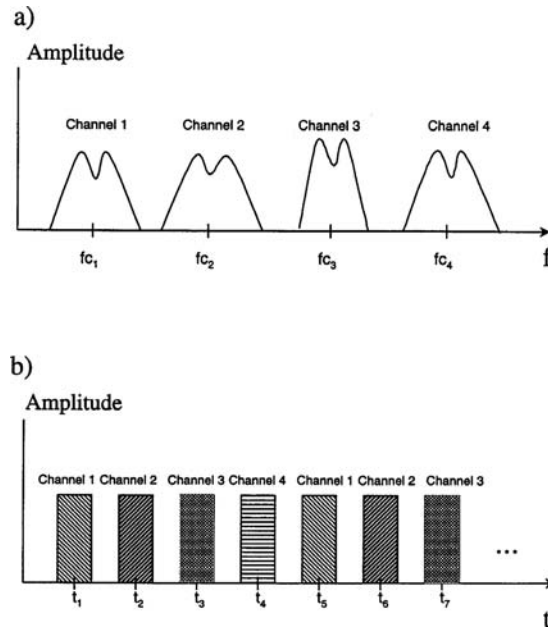 a)
Amplitude
Channel 1 Channel 2 Channel 3 Channel 4
fc₁ fc₂ fc₃ fc₄ f
b)
Amplitude
Channel 1 Channel 2 Channel 3 Channel 4 Channel 1 Channel 2 Channel 3
...
t₁ t₂ t₃ t₄ t₅ t₆ t₇
t